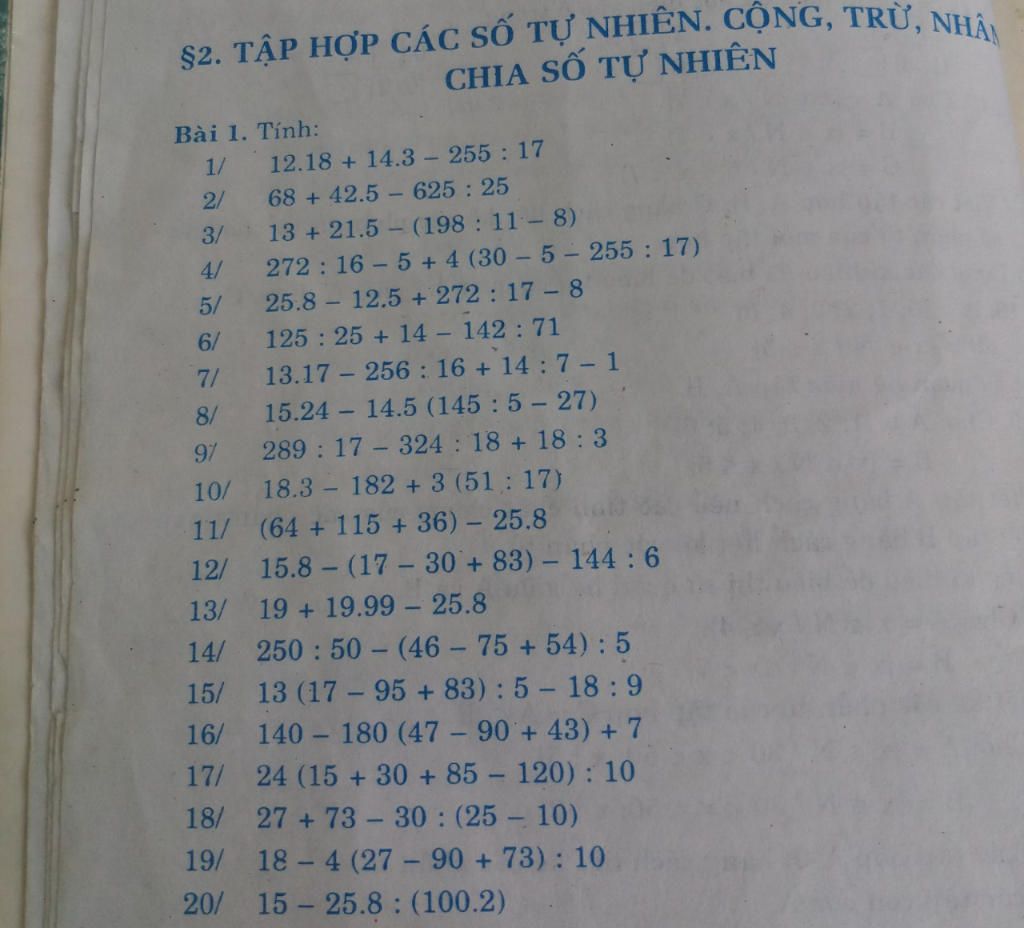 §2. TẬP HỢP CÁC SỐ TỰ NHIÊN. CỘNG, TRỪ, NHÂN
CHIA SỐ TỰ NHIÊN
Bài 1. Tính:
1/ 12.18 + 14.3 – 255 : 17
2/ 68 + 42.5 – 625 : 25
3/ 13 + 21.5 – (198 : 11 – 8)
4/ 272 : 16 – 5 + 4 (30 – 5 – 255 : 17)
5/ 25.8 – 12.5 + 272 : 17 – 8
6/ 125 : 25 + 14 – 142 : 71
7/ 13.17 – 256 : 16 + 14 : 7 – 1
8/ 15.24 – 14.5 (145 : 5 – 27)
9/ 289 : 17 – 324 : 18 + 18 : 3
10/ 18.3 – 182 + 3 (51 : 17)
11/ (64 + 115 + 36) – 25.8
12/ 15.8 – (17 – 30 + 83) – 144 : 6
13/ 19 + 19.99 – 25.8
14/ 250 : 50 – (46 – 75 + 54) : 5
15/ 13 (17 – 95 + 83) : 5 – 18 : 9
16/ 140 – 180 (47 – 90 + 43) + 7
17/ 24 (15 + 30 + 85 – 120) : 10
18/ 27 + 73 – 30 : (25 – 10)
19/ 18 – 4 (27 – 90 + 73) : 10
20/ 15 – 25.8 : (100.2)